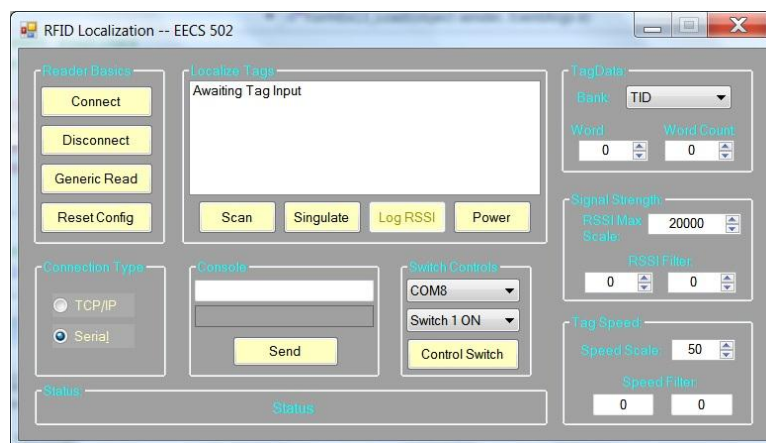 RFID Localization -- EECS 502
Reader Basics
Connect
Disconnect
Generic Read
Reset Config
Localize Tags
Awaiting Tag Input
Scan
Singulate
Log RSSI
Power
TagData:
Bank:
TID
Word
Word Count
0
0
Signal Strength:
RSSI Max
Scale:
20000
RSSI Filter:
0
0
Connection Type
TCP/IP
Serial
Console
Send
Switch Controls
COM8
Switch 1 ON
Control Switch
Tag Speed:
Speed Scale:
50
Speed Filter:
0
0
Status:
Status